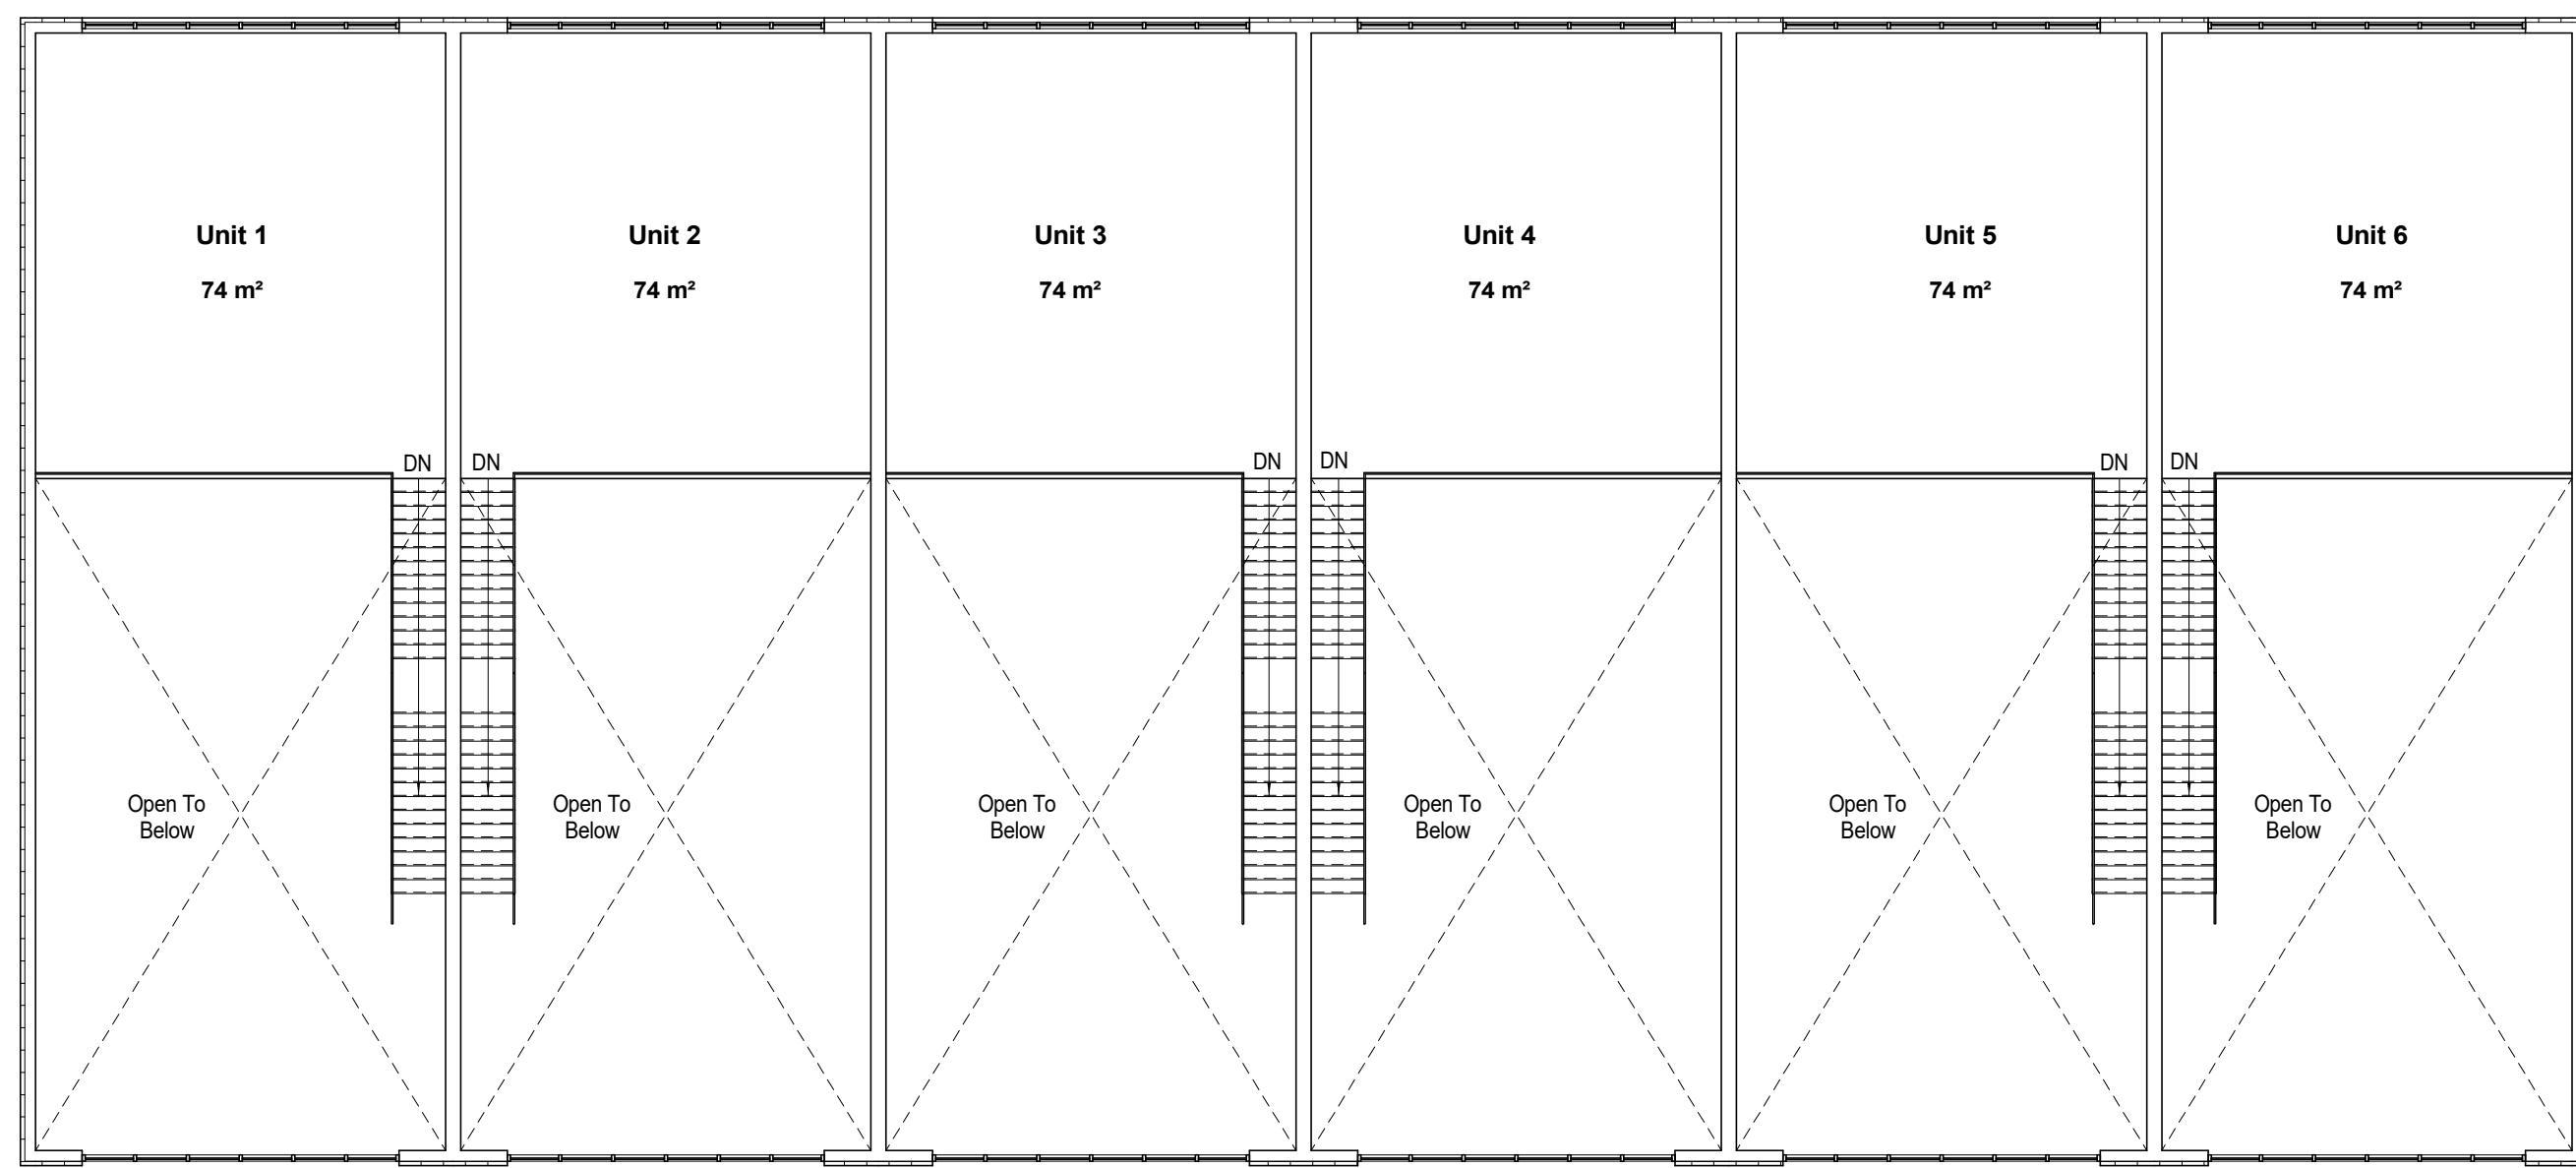 Unit 1
74 m²
Unit 2
74 m²
Unit 3
74 m²
Unit 4
74 m²
Unit 5
74 m²
Unit 6
74 m²
DN
DN
DN
DN
DN
DN
Open To
Below
Open To
Below
Open To
Below
Open To
Below
Open To
Below
Open To
Below